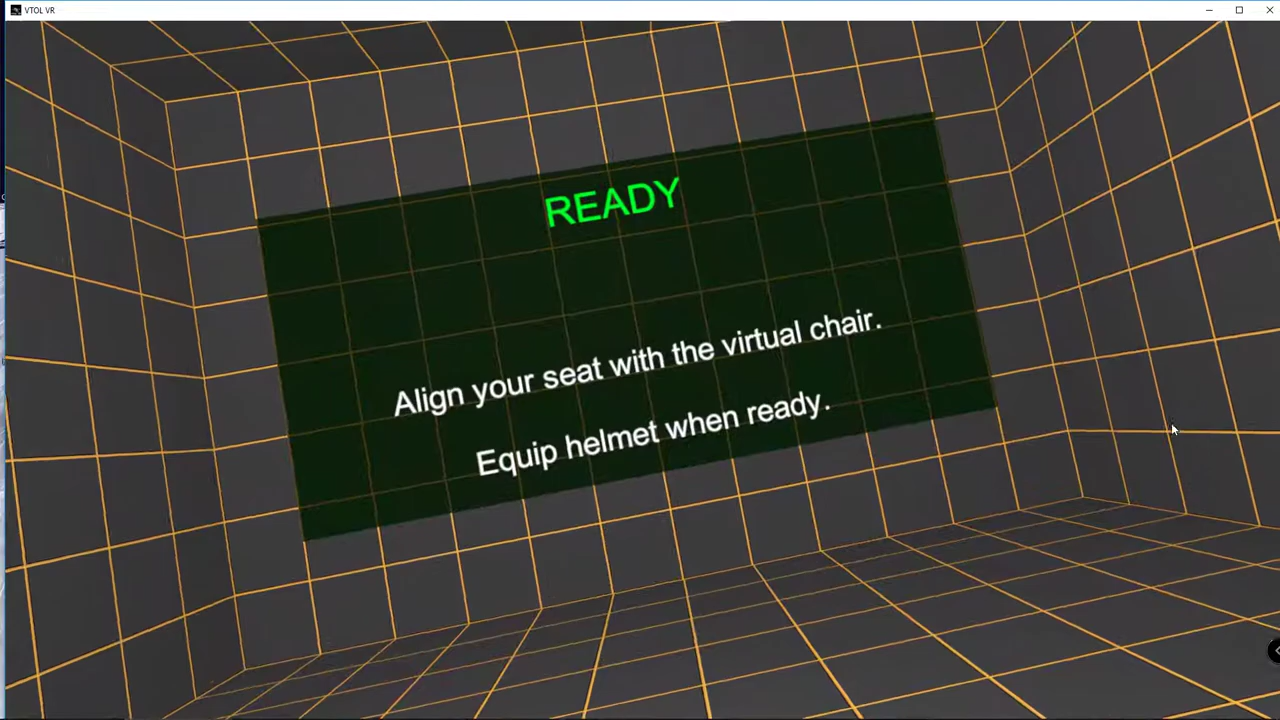 VTOL VR
READY
Align your seat with the virtual chair.
Equip helmet when ready.